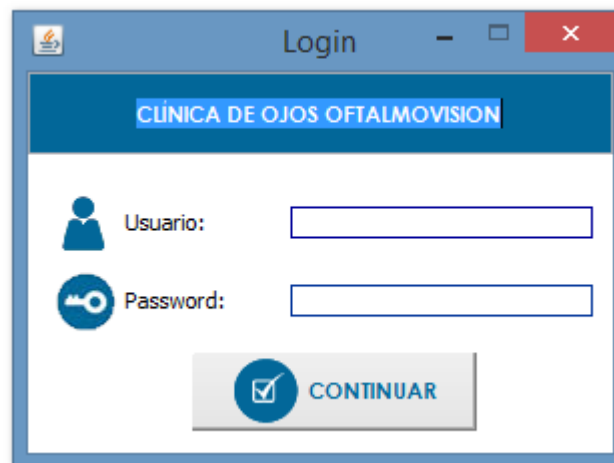 Login
CLÍNICA DE OJOS OFTALMOVISION
Usuario:
Password:
CONTINUAR